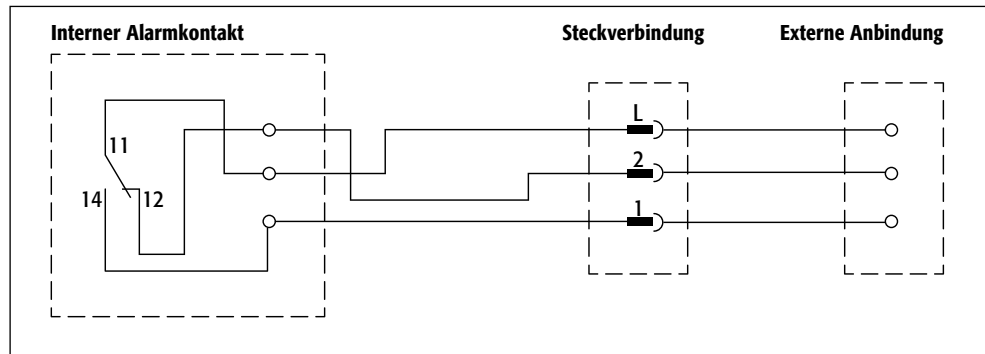 Interner Alarmkontakt
Steckverbindung
Externe Anbindung
L
11
2
14
12
1